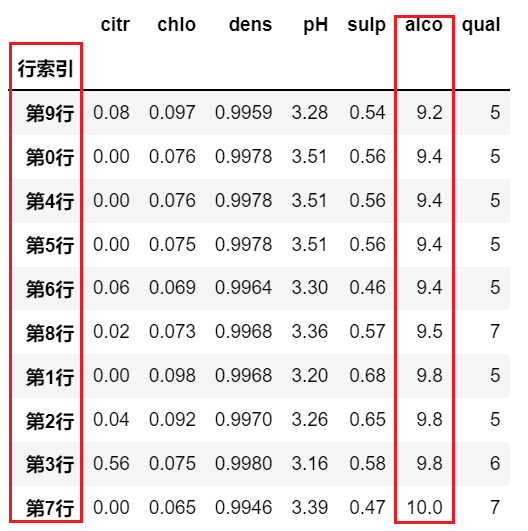 citr chlo dens pH sulp alco qual
行索引
第9行 0.08 0.097 0.9959 3.28 0.54 9.2 5
第0行 0.00 0.076 0.9978 3.51 0.56 9.4 5
第4行 0.00 0.076 0.9978 3.51 0.56 9.4 5
第5行 0.00 0.075 0.9978 3.51 0.56 9.4 5
第6行 0.06 0.069 0.9964 3.30 0.46 9.4 5
第8行 0.02 0.073 0.9968 3.36 0.57 9.5 7
第1行 0.00 0.098 0.9968 3.20 0.68 9.8 5
第2行 0.04 0.092 0.9970 3.26 0.65 9.8 5
第3行 0.56 0.075 0.9980 3.16 0.58 9.8 6
第7行 0.00 0.065 0.9946 3.39 0.47 10.0 7